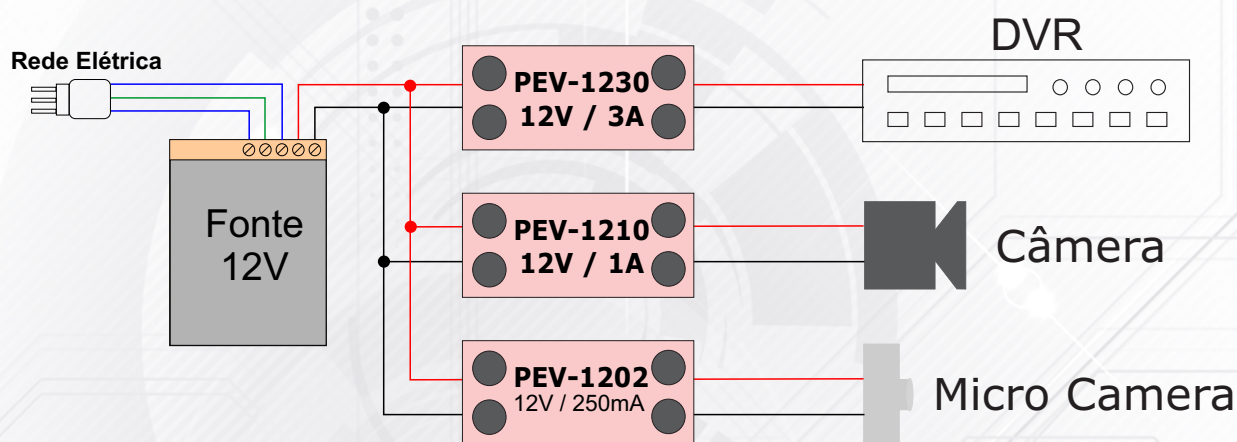 Rede Elétrica
Fonte
12V
PEV-1230
12V / 3A
DVR
PEV-1210
12V / 1A
Câmera
PEV-1202
12V / 250mA
Micro Camera